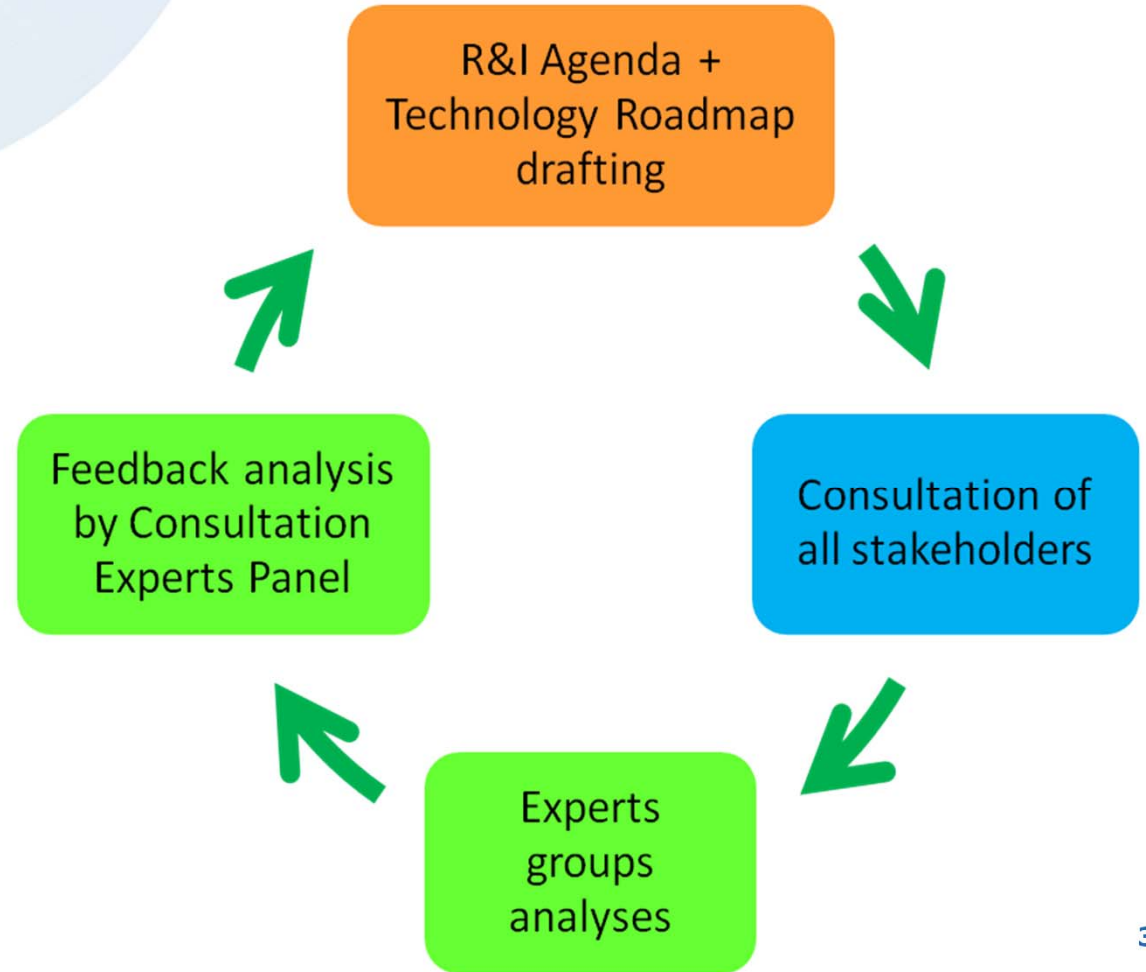 R&I Agenda +
Technology Roadmap
drafting
Feedback analysis
by Consultation
Experts Panel
Consultation of
all stakeholders
Experts
groups
analyses